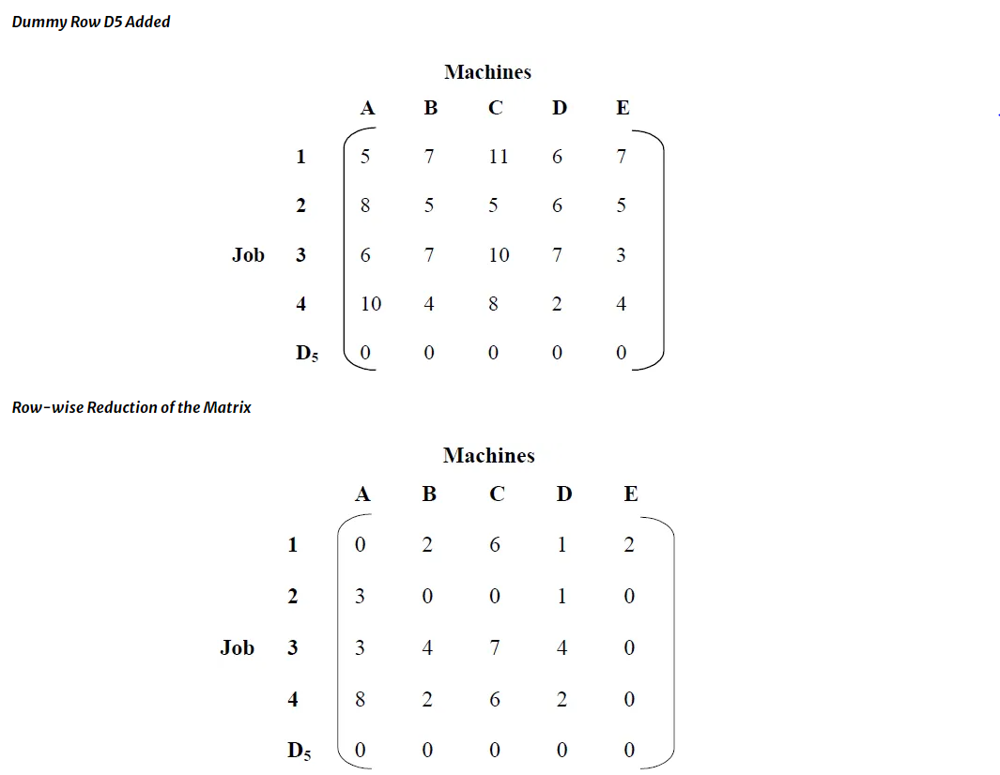 Dummy Row D5 Added
Machines
A B C D E
1 5 7 11 6 7
2 8 5 5 6 5
Job 3 6 7 10 7 3
4 10 4 8 2 4
D5 0 0 0 0 0
Row-wise Reduction of the Matrix
Machines
A B C D E
1 0 2 6 1 2
2 3 0 0 1 0
Job 3 3 4 7 4 0
4 8 2 6 2 0
D5 0 0 0 0 0